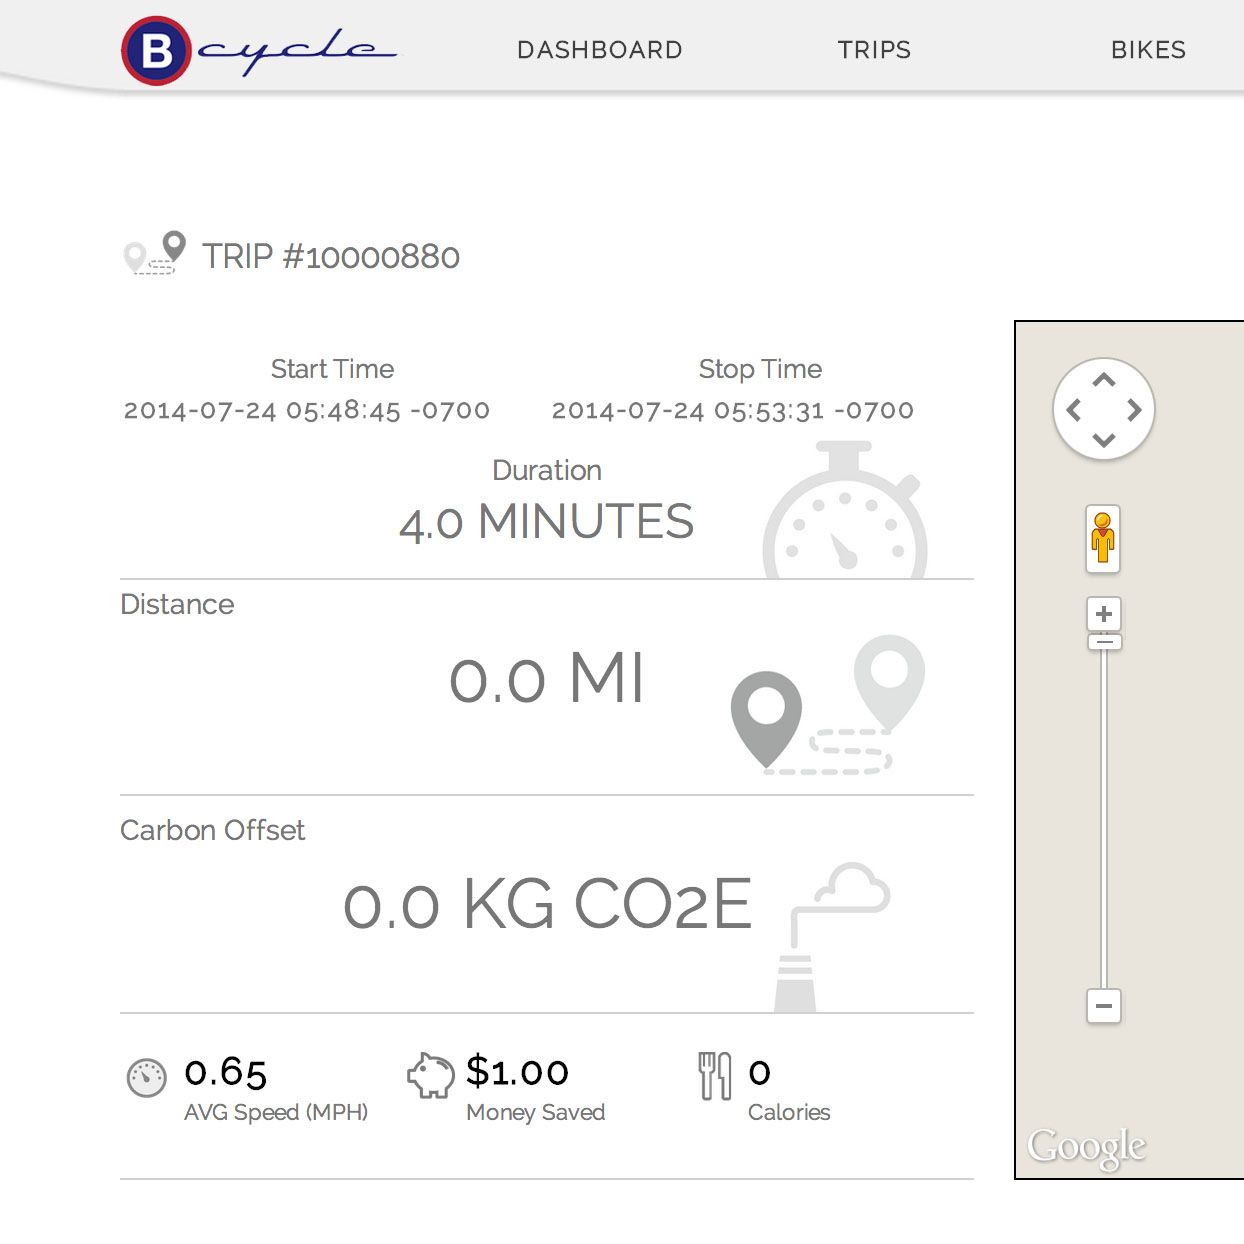 B cycle DASHBOARD TRIPS BIKES
TRIP #10000880
Start Time Stop Time
2014-07-24 05:48:45 -0700 2014-07-24 05:53:31 -0700
Duration
4.0 MINUTES
Distance
0.0 MI
Carbon Offset
0.0 KG CO2E
0.65 $1.00 0
AVG Speed (MPH) Money Saved Calories
Google